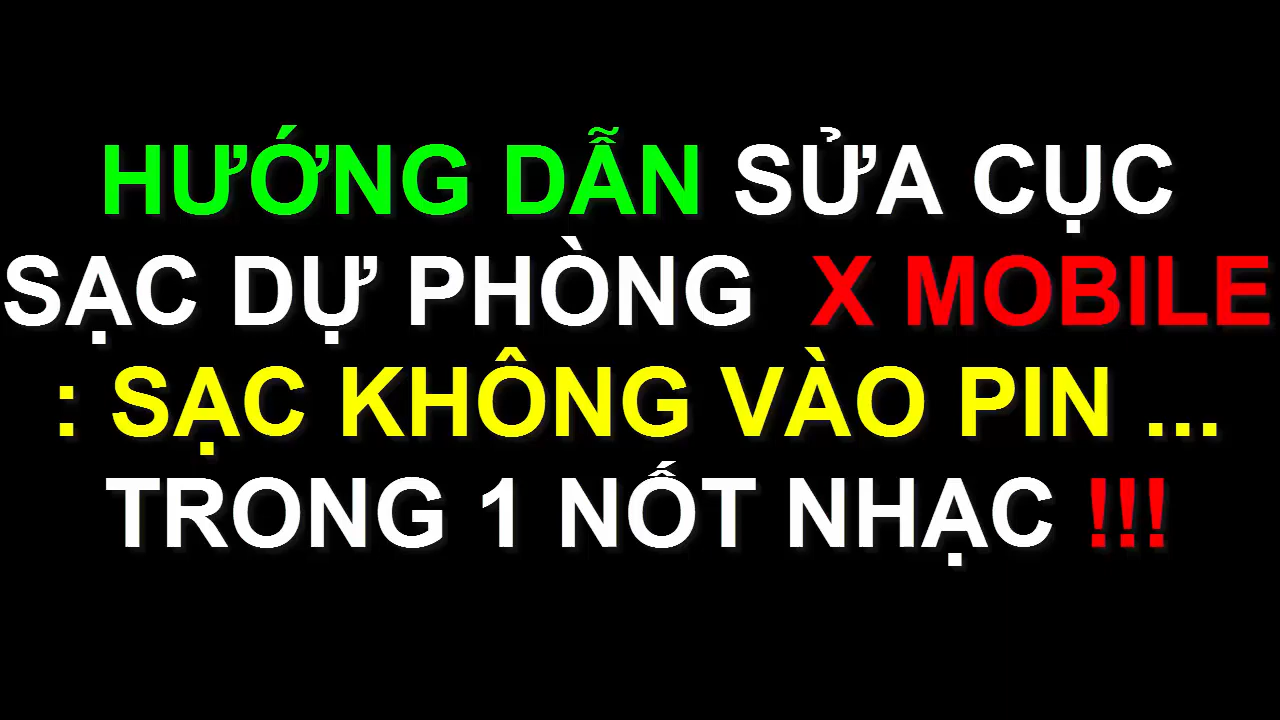 HƯỚNG DẪN SỬA CỤC
SẠC DỰ PHÒNG X MOBILE
: SẠC KHÔNG VÀO PIN ...
TRONG 1 NỐT NHẠC !!!